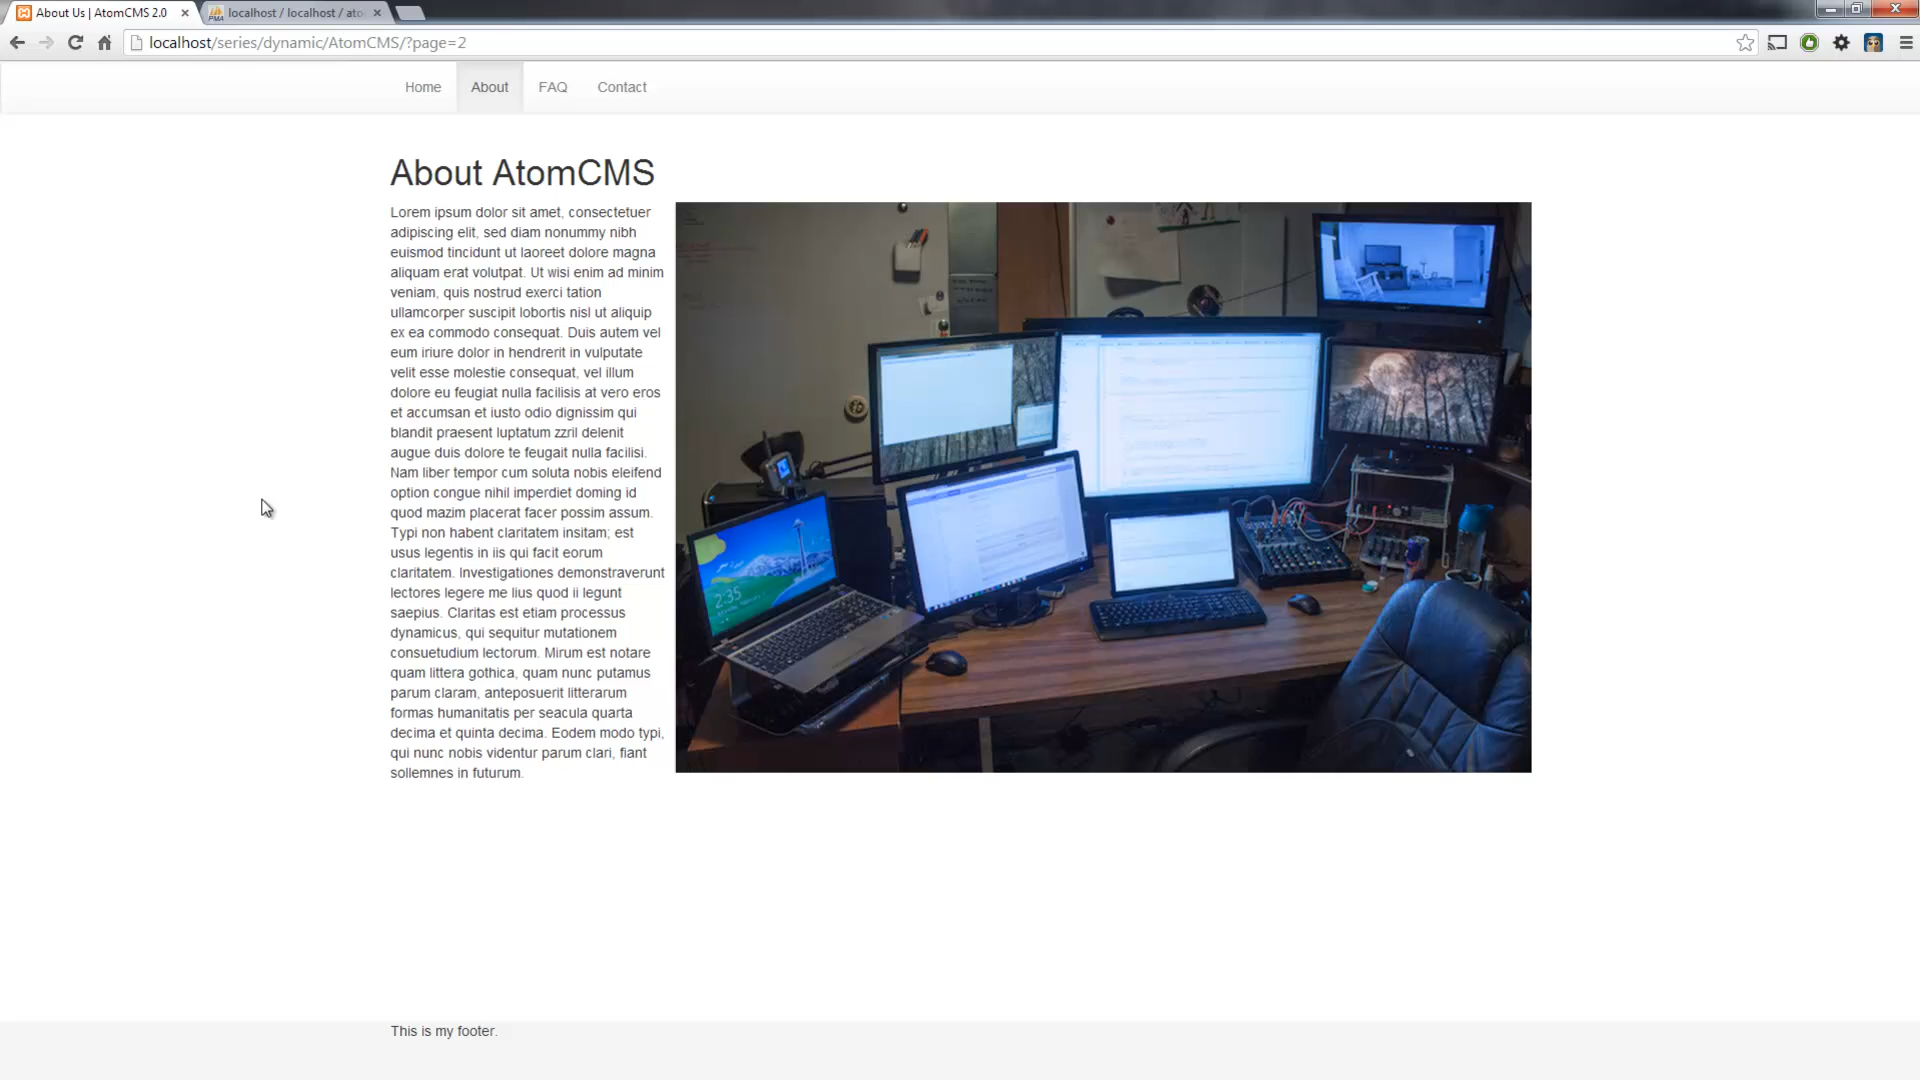 About Us | AtomCMS 2.0
localhost / localhost / ato
localhost/series/dynamic/AtomCMS/?page=2
Home About FAQ Contact
About AtomCMS
Lorem ipsum dolor sit amet, consectetuer
adipiscing elit, sed diam nonummy nibh
euismod tincidunt ut laoreet dolore magna
aliquam erat volutpat. Ut wisi enim ad minim
veniam, quis nostrud exerci tation
ullamcorper suscipit lobortis nisl ut aliquip
ex ea commodo consequat. Duis autem vel
eum iriure dolor in hendrerit in vulputate
velit esse molestie consequat, vel illum
dolore eu feugiat nulla facilisis at vero eros
et accumsan et iusto odio dignissim qui
blandit praesent luptatum zzril delenit
augue duis dolore te feugait nulla facilisi.
Nam liber tempor cum soluta nobis eleifend
option congue nihil imperdiet doming id
quod mazim placerat facer possim assum.
Typi non habent claritatem insitam; est
usus legentis in iis qui facit eorum
claritatem. Investigationes demonstraverunt
lectores legere me lius quod ii legunt
saepius. Claritas est etiam processus
dynamicus, qui sequitur mutationem
consuetudium lectorum. Mirum est notare
quam littera gothica, quam nunc putamus
parum claram, anteposuerit litterarum
formas humanitatis per seacula quarta
decima et quinta decima. Eodem modo typi,
qui nunc nobis videntur parum clari, fiant
sollemnes in futurum.
2:35
This is my footer.